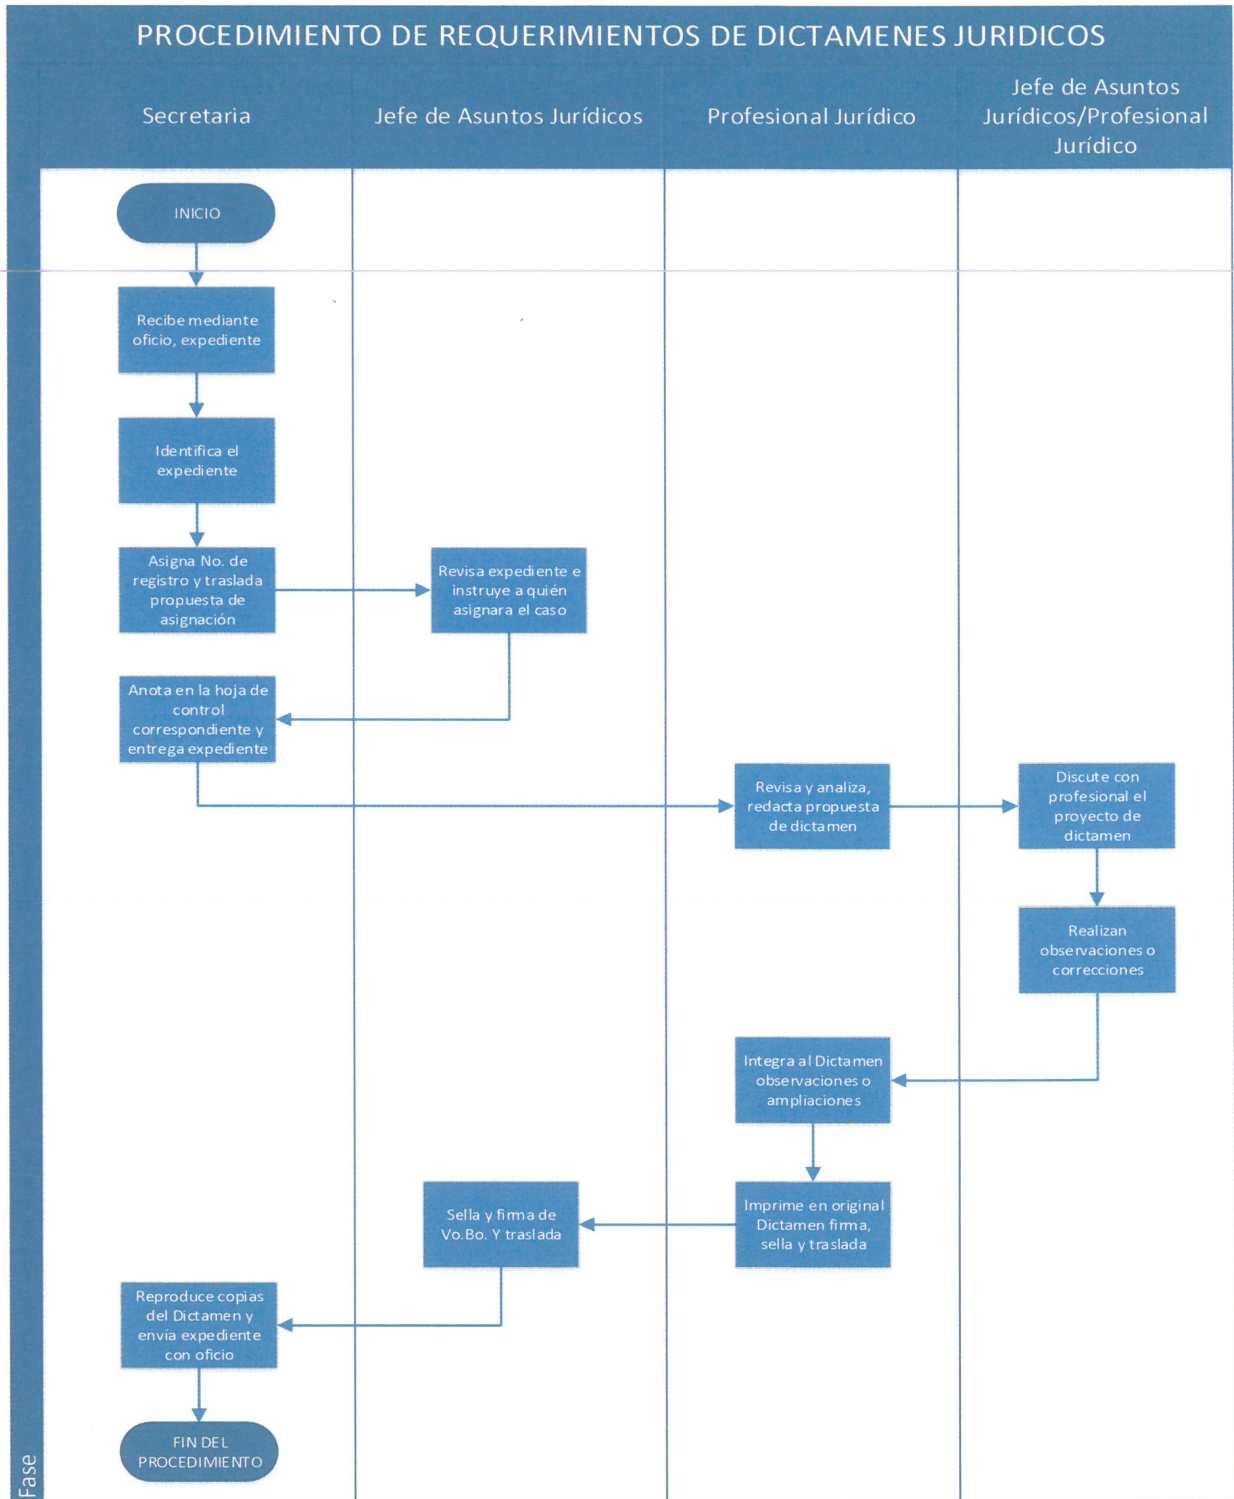 PROCEDIMIENTO DE REQUERIMIENTOS DE DICTAMENES JURIDICOS
Secretaria
Jefe de Asuntos Jurídicos
Profesional Jurídico
Jefe de Asuntos
Jurídicos/Profesional
Jurídico
INICIO
Recibe mediante
oficio, expediente
Identifica el
expediente
Asigna No. de
registro y traslada
propuesta de
asignación
Revisa expediente e
instruye a quién
asignara el caso
Anota en la hoja de
control
correspondiente y
entrega expediente
Revisa y analiza,
redacta propuesta
de dictamen
Discute con
profesional el
proyecto de
dictamen
Realizan
observaciones o
correcciones
Integra al Dictamen
observaciones o
ampliaciones
Imprime en original
Dictamen firma,
sella y traslada
Sella y firma de
Vo.Bo. Y traslada
Reproduce copias
del Dictamen y
envía expediente
con oficio
FIN DEL
PROCEDIMIENTO
Fase